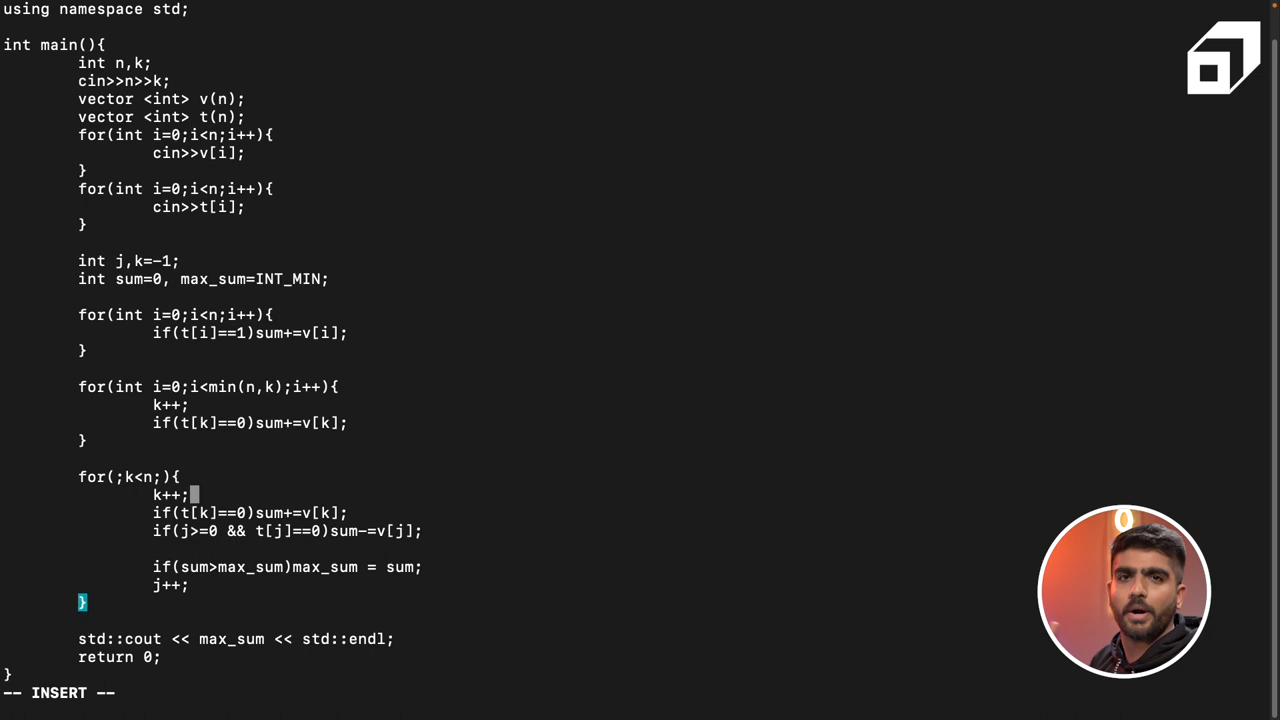 using namespace std;
int main(){
int n,k;
cin>>n>>k;
vector <int> v(n);
vector <int> t(n);
for(int i=0;i<n;i++){
cin>>v[i];
}
for(int i=0;i<n;i++){
cin>>t[i];
}
int j,k=-1;
int sum=0, max_sum=INT_MIN;
for(int i=0;i<n;i++){
if(t[i]==1)sum+=v[i];
}
for(int i=0;i<min(n,k);i++){
k++;
if(t[k]==0)sum+=v[k];
}
for(;k<n;){
k++;
if(t[k]==0)sum+=v[k];
if(j>=0 && t[j]==0)sum-=v[j];
if(sum>max_sum)max_sum = sum;
j++;
}
std::cout << max_sum << std::endl;
return 0;
}
-- INSERT --